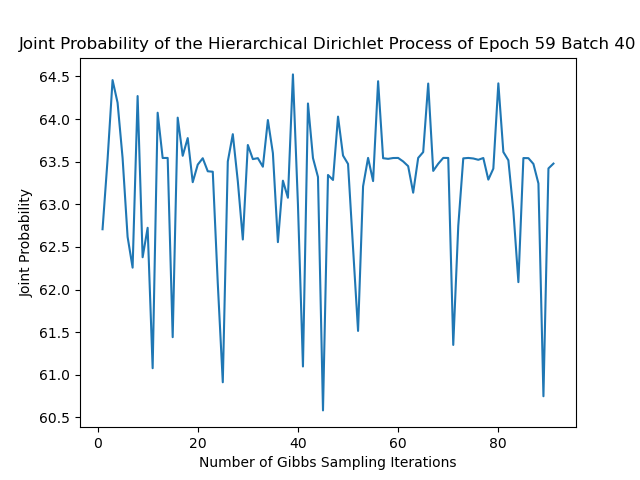 Joint Probability of the Hierarchical Dirichlet Process of Epoch 59 Batch 40
64.5
64.0
63.5
63.0
62.5
62.0
61.5
61.0
60.5
Joint Probability
0 20 40 60 80
Number of Gibbs Sampling Iterations